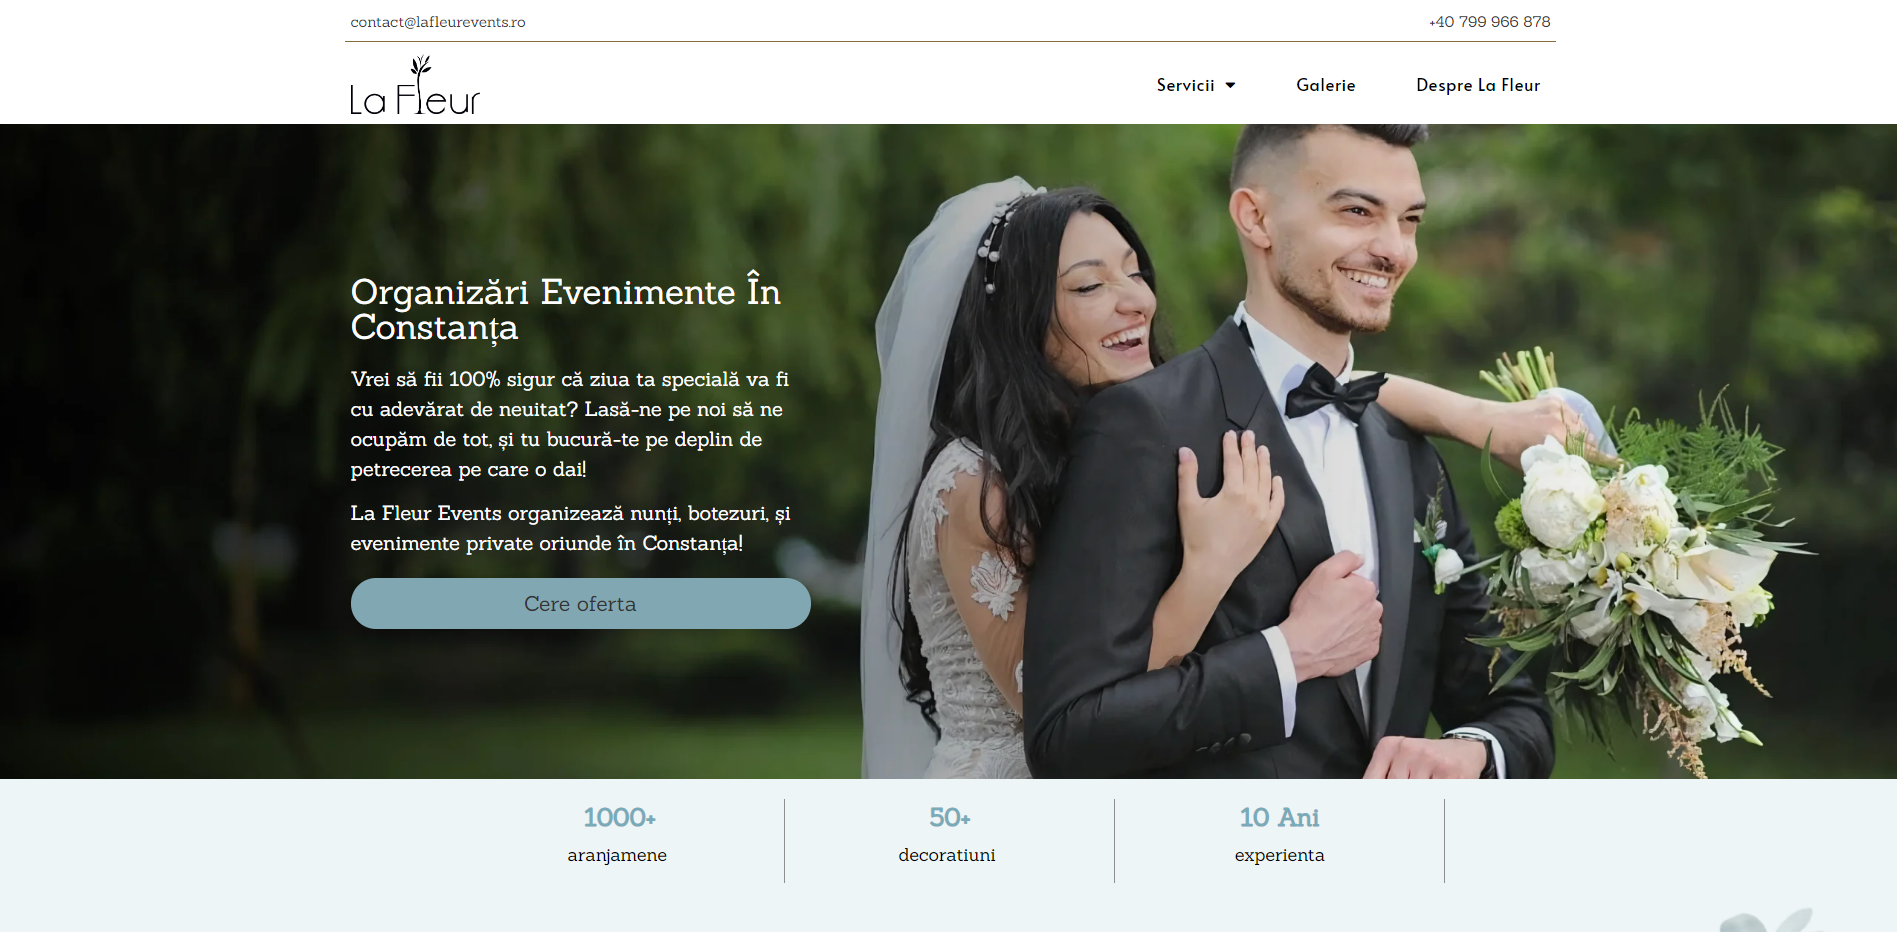 contact@lafleurevents.ro
+40 799 966 878
La Fleur
Servicii
Galerie
Despre La Fleur
Organizări Evenimente În
Constanța
Vrei să fii 100% sigur că ziua ta specială va fi
cu adevărat de neuitat? Lasă-ne pe noi să ne
ocupăm de tot, și tu bucură-te pe deplin de
petrecerea pe care o dai!
La Fleur Events organizează nunți, botezuri, și
evenimente private oriunde în Constanța!
Cere oferta
1000+
aranjamene
50+
decoratiuni
10 Ani
experienta